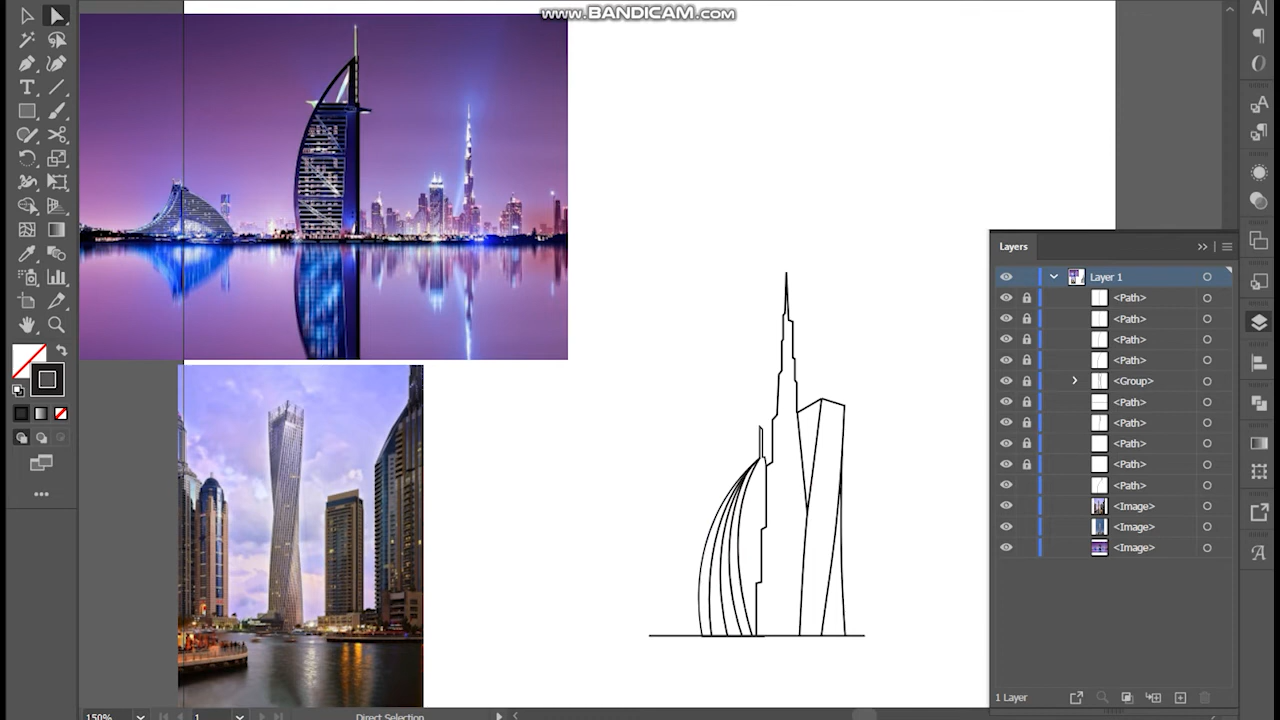 www.BANDICAM.com
Layers
Layer 1
<Path>
<Path>
<Path>
<Path>
<Group>
<Path>
<Path>
<Path>
<Path>
<Path>
<Image>
<Image>
<Image>
1 Layer
150%
1
Direct Selection